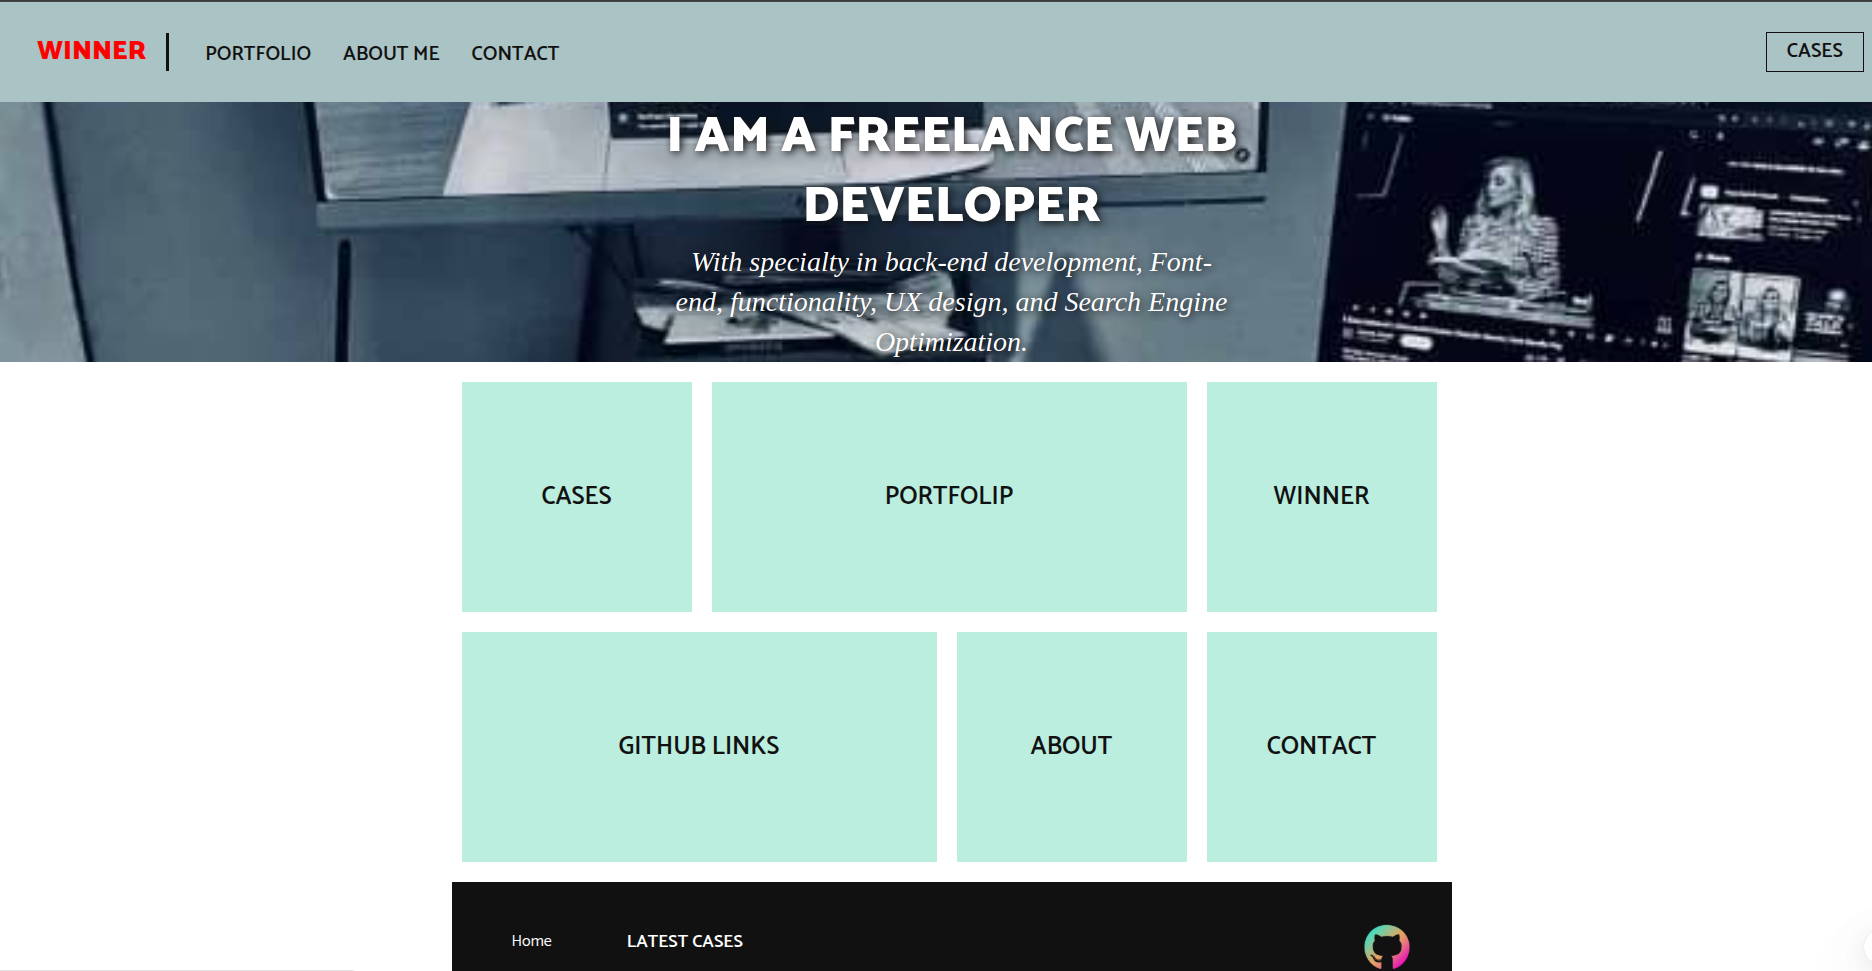 WINNER
PORTFOLIO ABOUT ME CONTACT
CASES
I AM A FREELANCE WEB
DEVELOPER
With specialty in back-end development, Font-
end, functionality, UX design, and Search Engine
Optimization.
CASES
PORTFOLIP
WINNER
GITHUB LINKS
ABOUT
CONTACT
Home
LATEST CASES